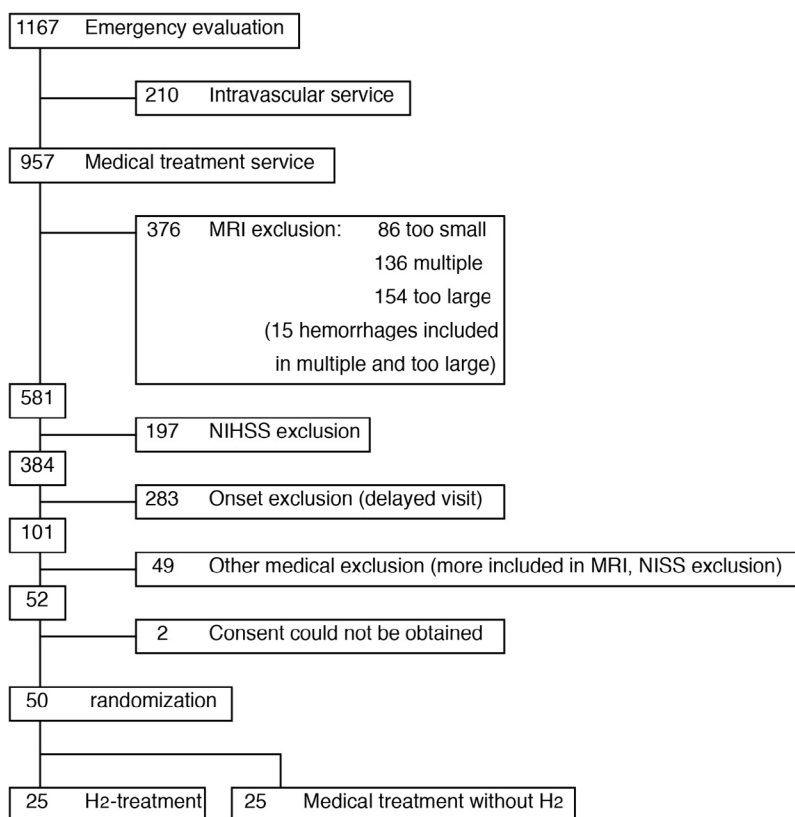 1167 Emergency evaluation
210 Intravascular service
957 Medical treatment service
376 MRI exclusion: 86 too small
136 multiple
154 too large
(15 hemorrhages included
in multiple and too large)
581
197 NIHSS exclusion
384
283 Onset exclusion (delayed visit)
101
49 Other medical exclusion (more included in MRI, NISS exclusion)
52
2 Consent could not be obtained
50 randomization
25 H2-treatment 25 Medical treatment without H2